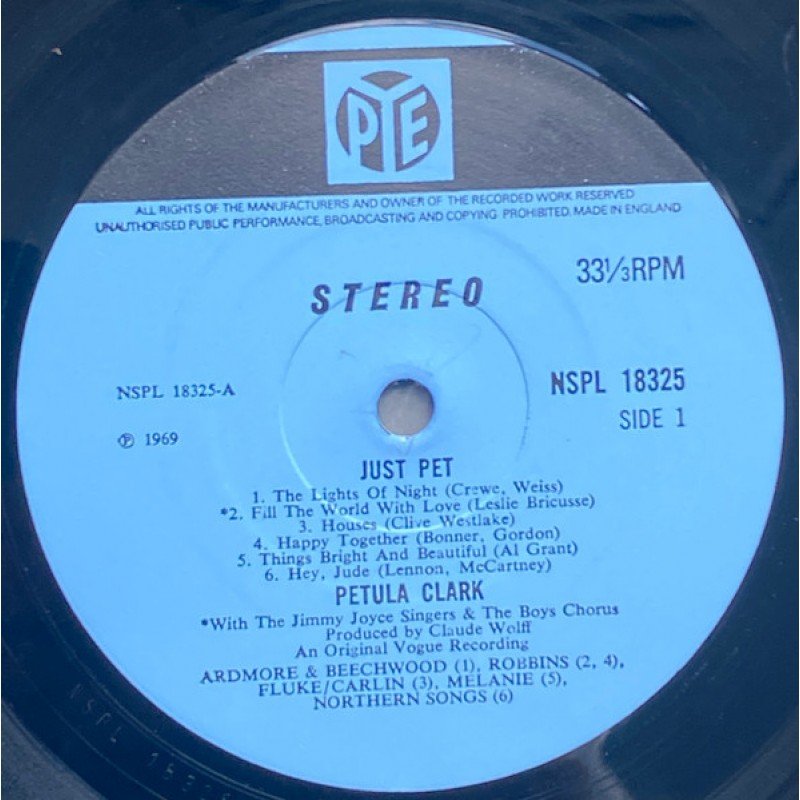 PYE
ALL RIGHTS OF THE MANUFACTURERS AND OWNER OF THE RECORDED WORK RESERVED
UNAUTHORISED PUBLIC PERFORMANCE, BROADCASTING AND COPYING PROHIBITED. MADE IN ENGLAND
33⅓RPM
STEREO
NSPL 18325-A
NSPL 18325
SIDE 1
℗ 1969
JUST PET
1. The Lights Of Night (Crewe, Weiss)
*2. Fill The World With Love (Leslie Bricusse)
3. Houses (Clive Westlake)
4. Happy Together (Bonner, Gordon)
5. Things Bright And Beautiful (Al Grant)
6. Hey, Jude (Lennon, McCartney)
PETULA CLARK
*With The Jimmy Joyce Singers & The Boys Chorus
Produced by Claude Wolff
An Original Vogue Recording
ARDMORE & BEECHWOOD (1), ROBBINS (2, 4),
FLUKE/CARLIN (3), MELANIE (5),
NORTHERN SONGS (6)